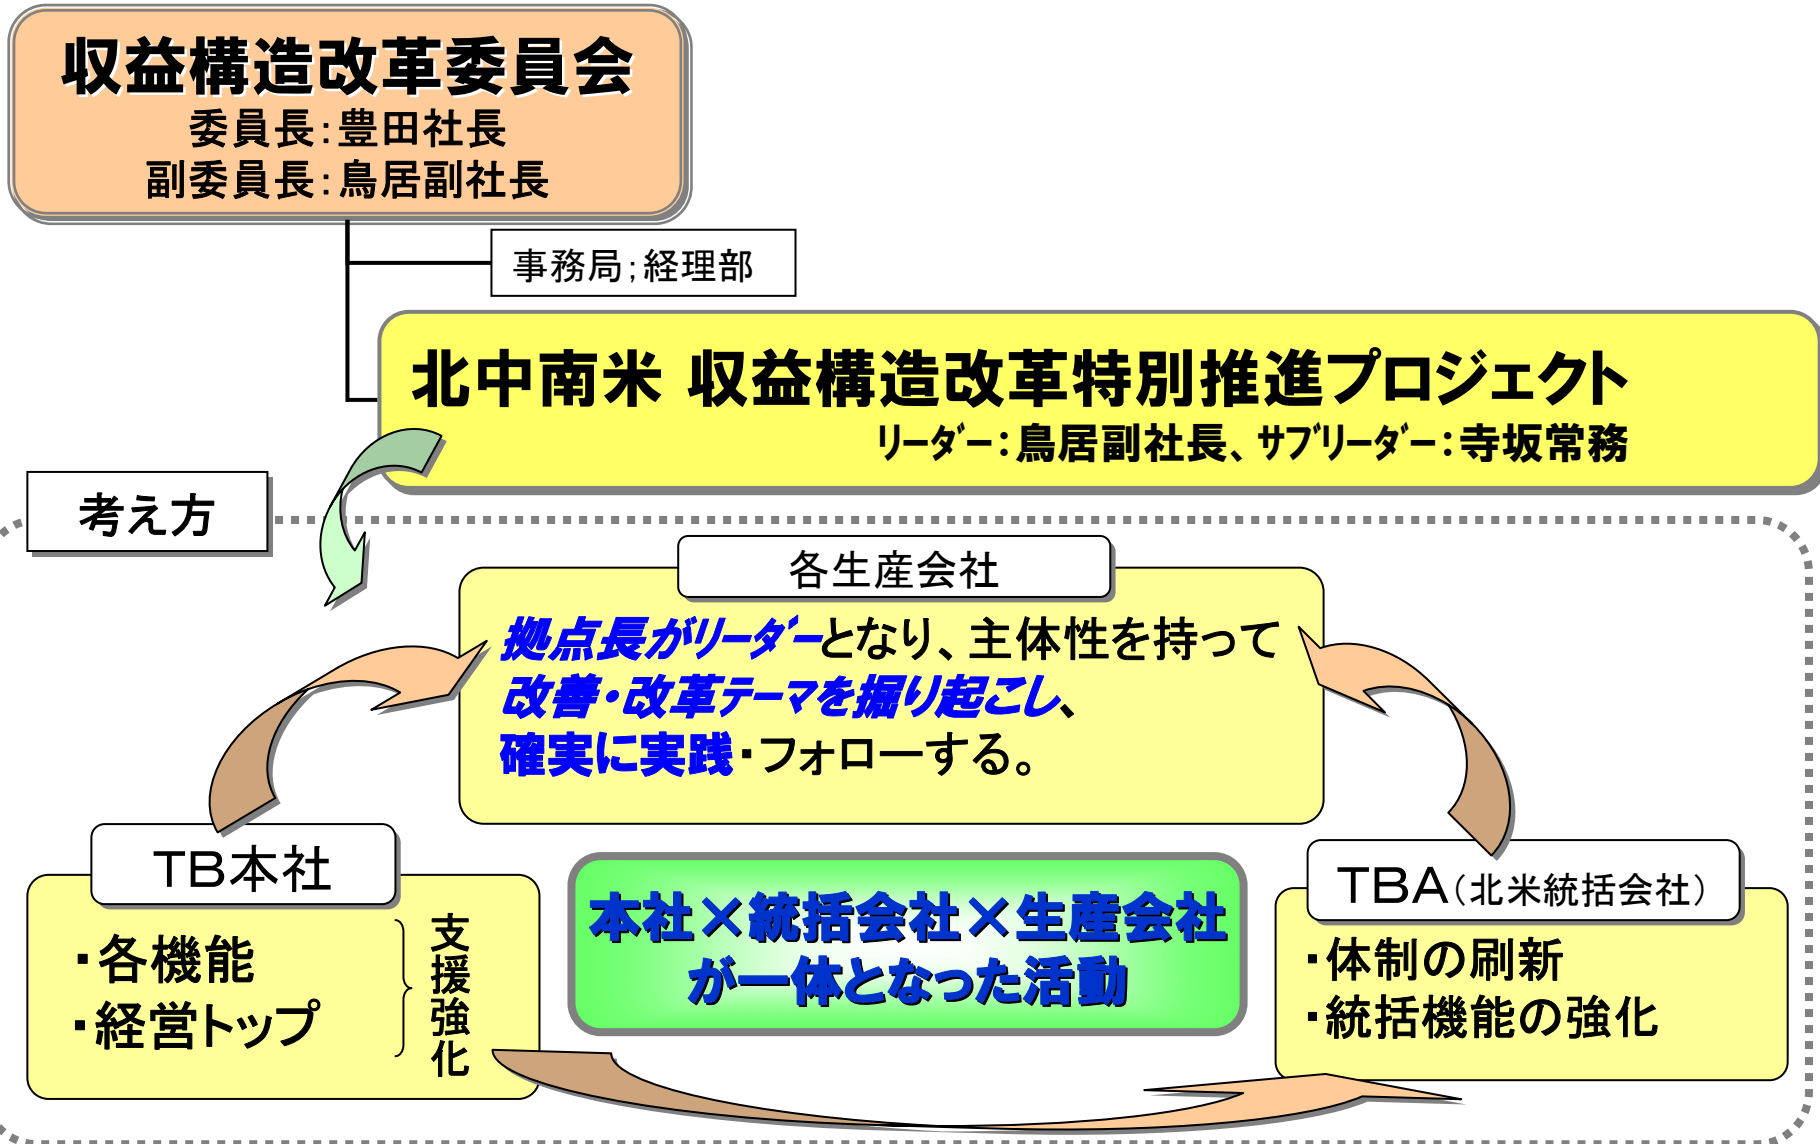 収益構造改革委員会
委員長：豊田社長
副委員長：鳥居副社長
事務局；経理部
北中南米 収益構造改革特別推進プロジェクト
ﾘｰﾀﾞｰ：鳥居副社長、ｻﾌﾞﾘｰﾀﾞｰ：寺坂常務
考え方
各生産会社
拠点長がﾘｰﾀﾞｰとなり、主体性を持って
改善・改革ﾃｰﾏを掘り起こし、
確実に実践・フォローする。
ＴＢ本社
・各機能
・経営トップ
支援強化
本社×統括会社×生産会社
が一体となった活動
ＴＢＡ（北米統括会社）
・体制の刷新
・統括機能の強化